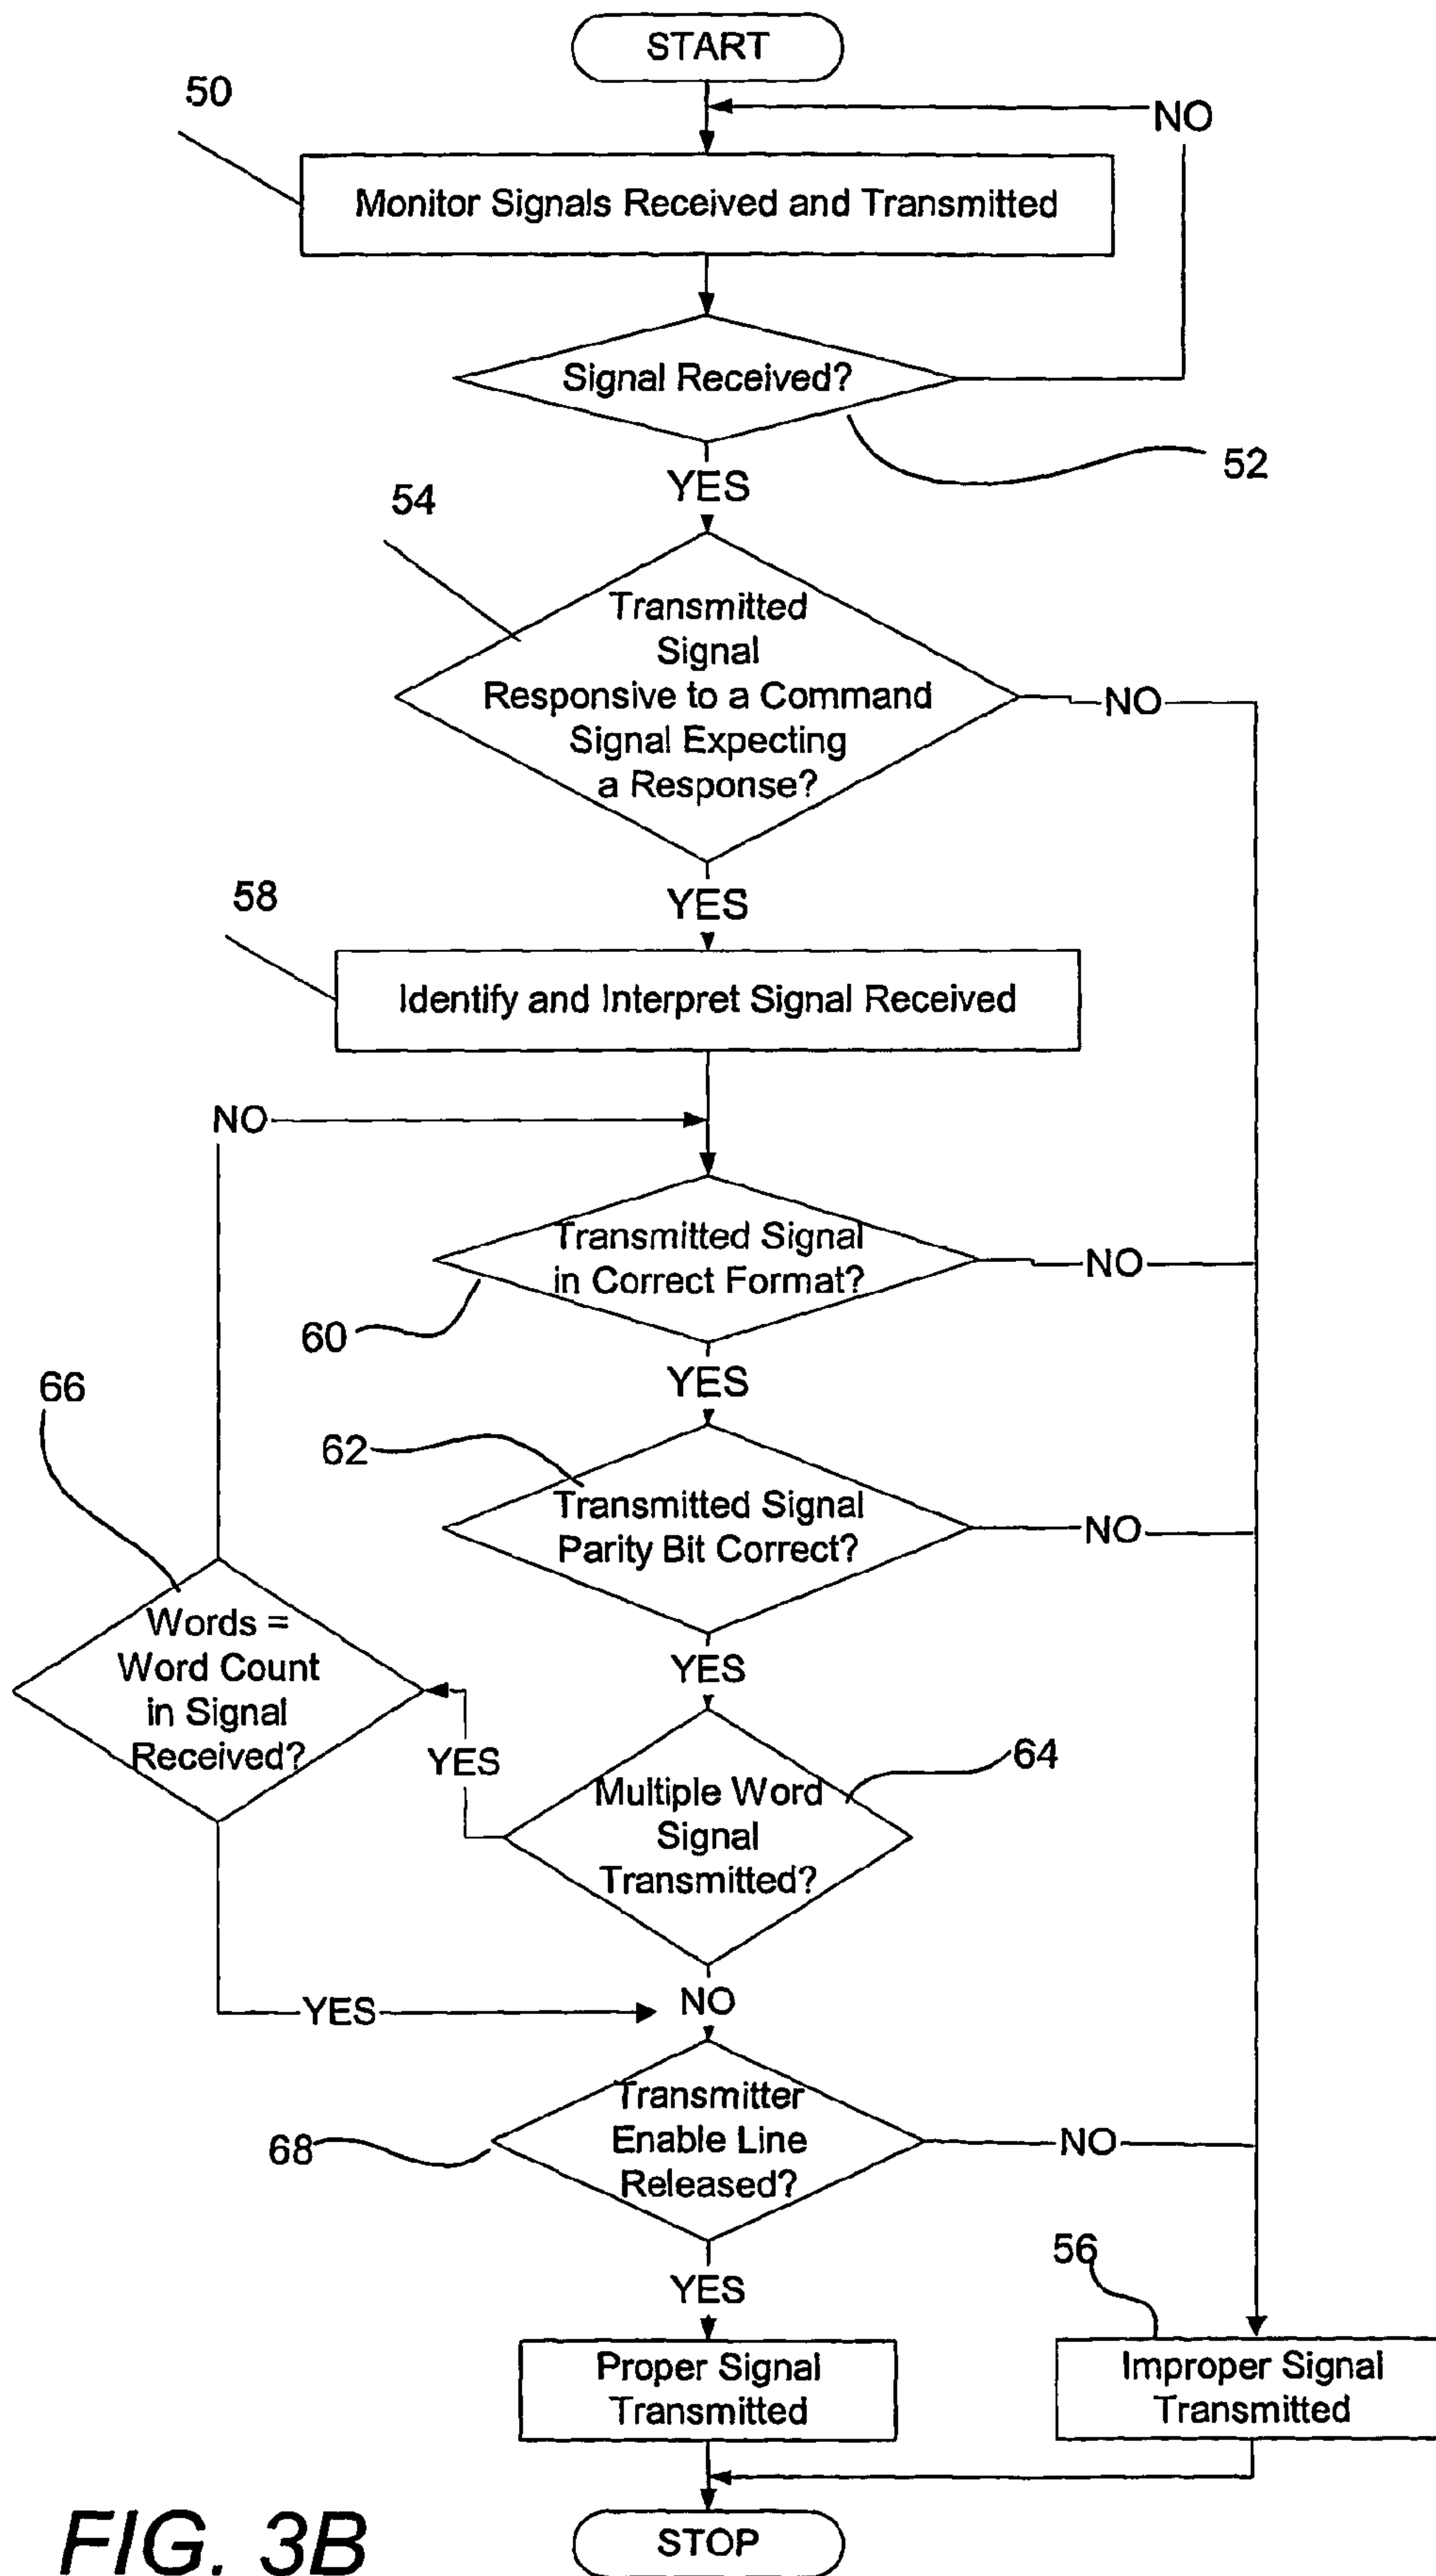 START
50
NO
Monitor Signals Received and Transmitted
Signal Received?
52
YES
54
Transmitted
Signal
Responsive to a Command
Signal Expecting
a Response?
NO
YES
58
Identify and Interpret Signal Received
NO
Transmitted Signal
in Correct Format?
NO
60
YES
66
62
Transmitted Signal
Parity Bit Correct?
NO
Words =
Word Count
in Signal
Received?
YES
YES
64
Multiple Word
Signal
Transmitted?
YES
NO
Transmitter
Enable Line
Released?
68
NO
YES
56
Proper Signal
Transmitted
Improper Signal
Transmitted
STOP
FIG. 3B